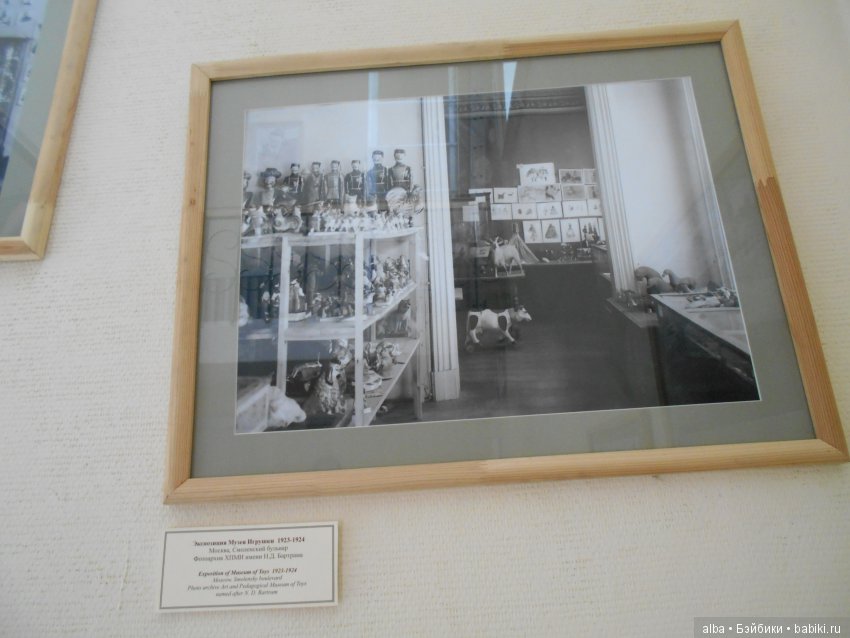 Экспозиция Музея Игрушки 1923-1924
Москва, Смоленский бульвар
Фотоархив ХПМИ имени Н.Д. Бартрама
Exposition of Museum of Toys 1923-1924
Moscow, Smolensky boulevard
Photo archive Art and Pedagogical Museum of Toys
named after N. D. Bartram
alba • Бэйбики • babiki.ru